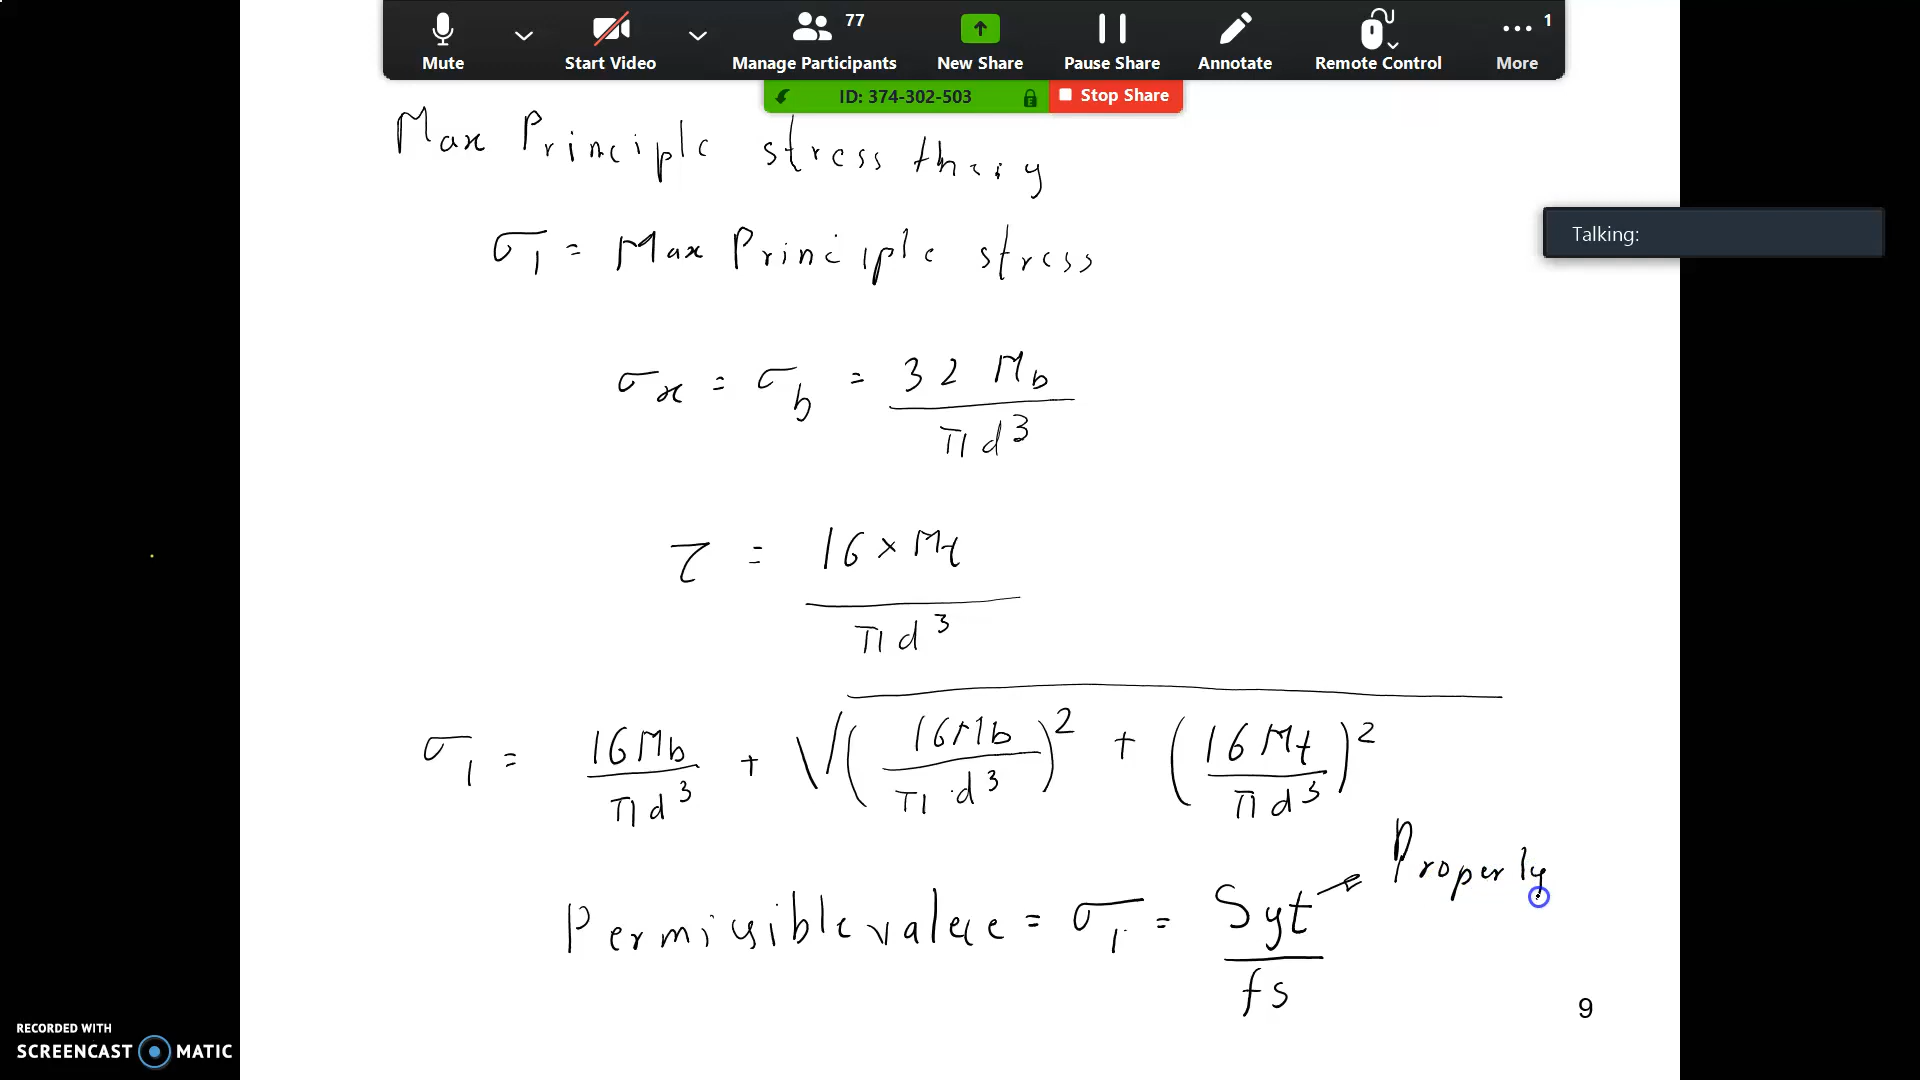 Mute
Start Video
Manage Participants 77
New Share
Pause Share
Annotate
Remote Control
More 1
ID: 374-302-503
Stop Share
Max Principle stress theory
Talking:
σ1 = Max Principle stress
σx = σb = 32 Mb / πd³
τ = 16 × Mt / πd³
σ1 = 16Mb / πd³ + √((16Mb / πd³)² + (16Mt / πd³)²)
Property
Permissible value = σ1 = Syt / fs
9
RECORDED WITH
SCREENCAST MATIC